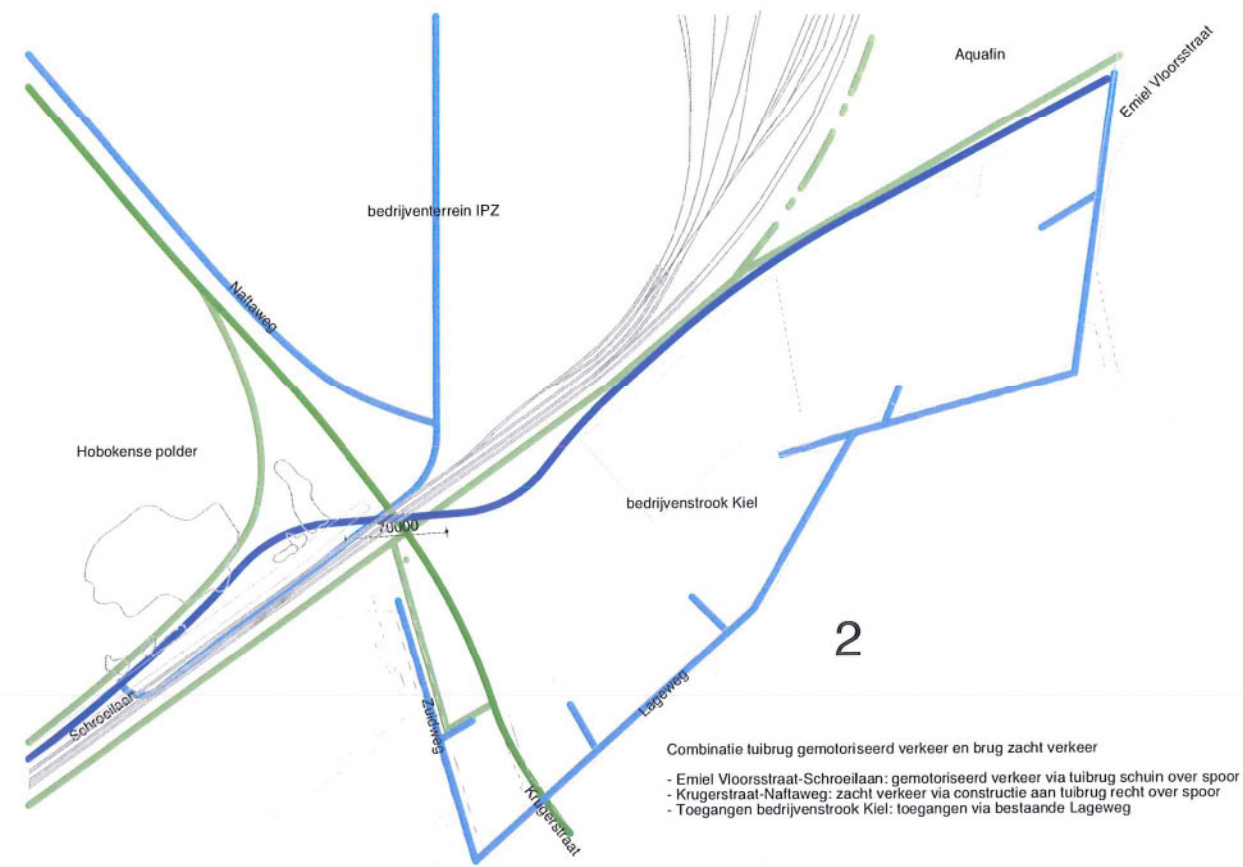 Aquafin
Emiel Vloorsstraat
bedrijventerrein IPZ
Naftaweg
Hobokense polder
bedrijvenstrook Kiel
70000
2
Schroeilaan
Zuidweg
Lageweg
Krugerstraat
Combinatie tuibrug gemotoriseerd verkeer en brug zacht verkeer
- Emiel Vloorsstraat-Schroeilaan: gemotoriseerd verkeer via tuibrug schuin over spoor
- Krugerstraat-Naftaweg: zacht verkeer via constructie aan tuibrug recht over spoor
- Toegangen bedrijvenstrook Kiel: toegangen via bestaande Lageweg